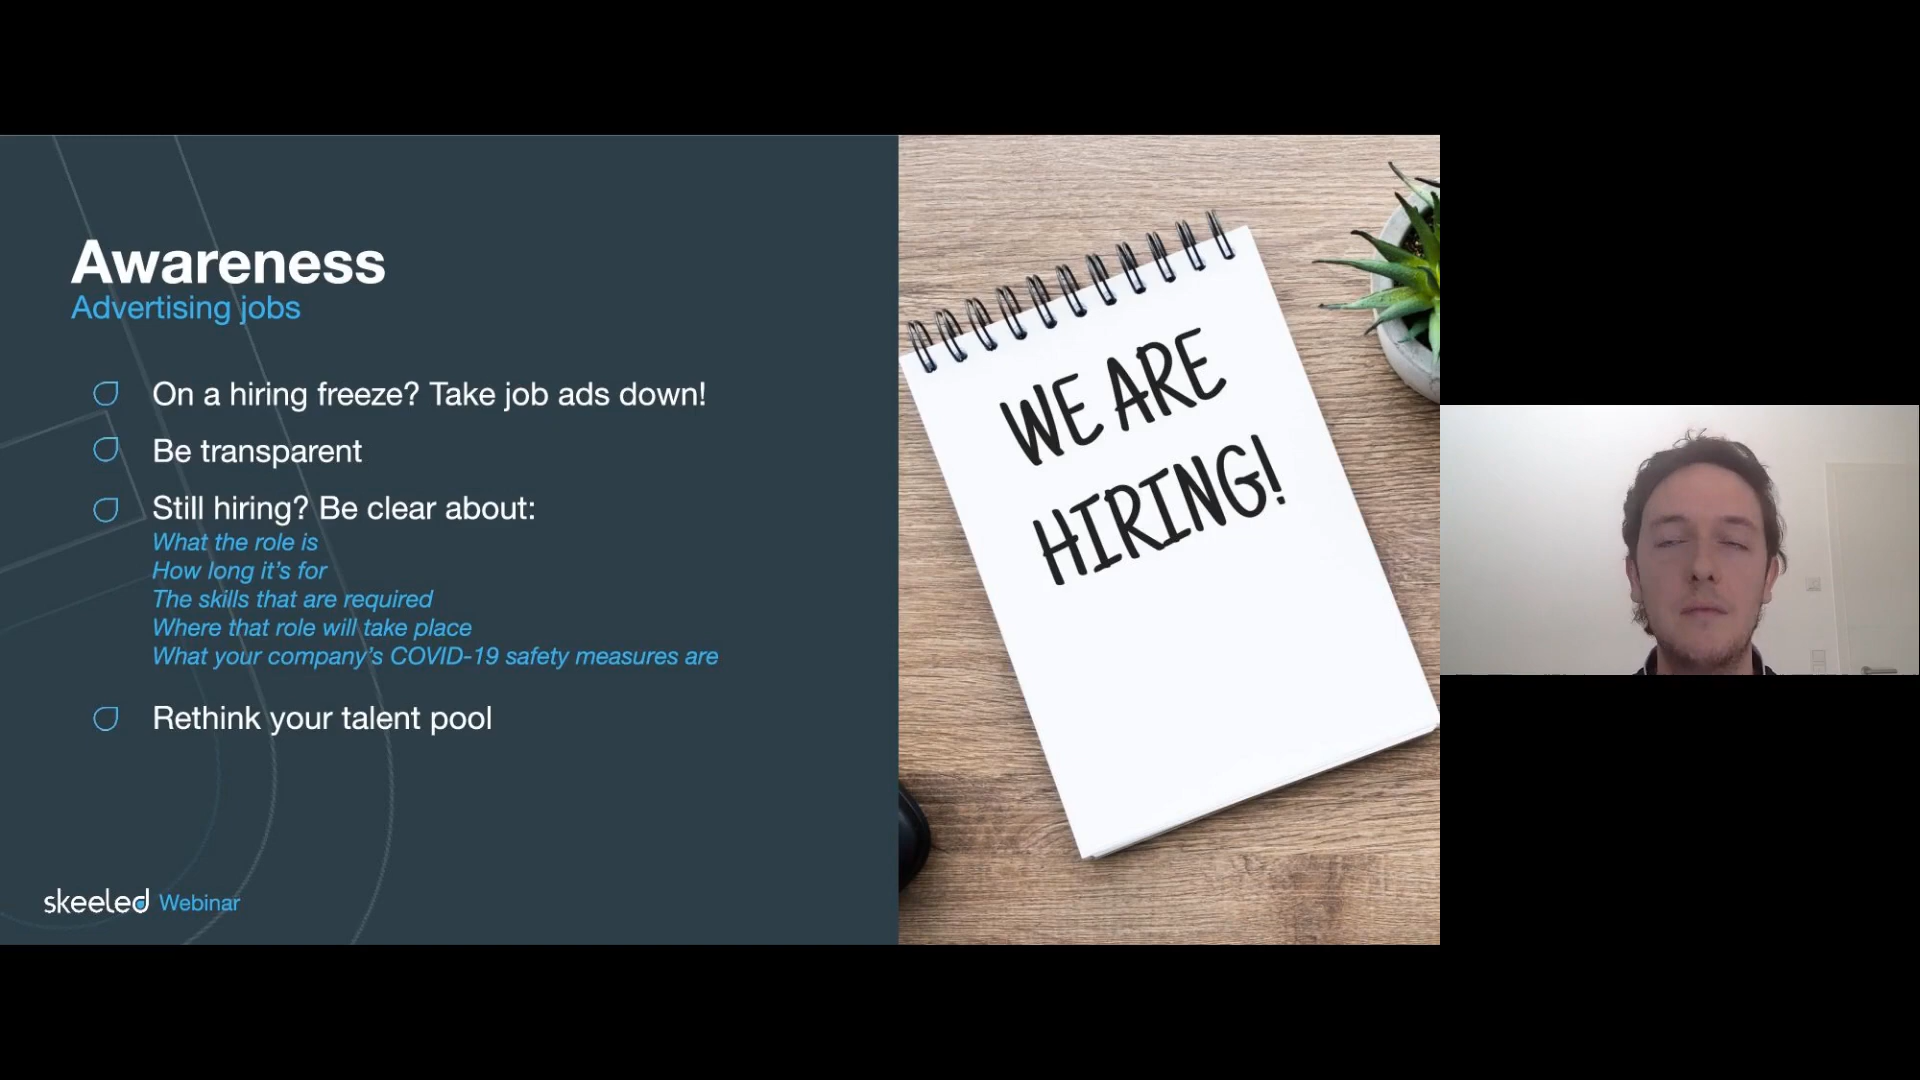 Awareness
Advertising jobs
On a hiring freeze? Take job ads down!
Be transparent
Still hiring? Be clear about:
What the role is
How long it's for
The skills that are required
Where that role will take place
What your company's COVID-19 safety measures are
Rethink your talent pool
skeeled Webinar
WE ARE
HIRING!